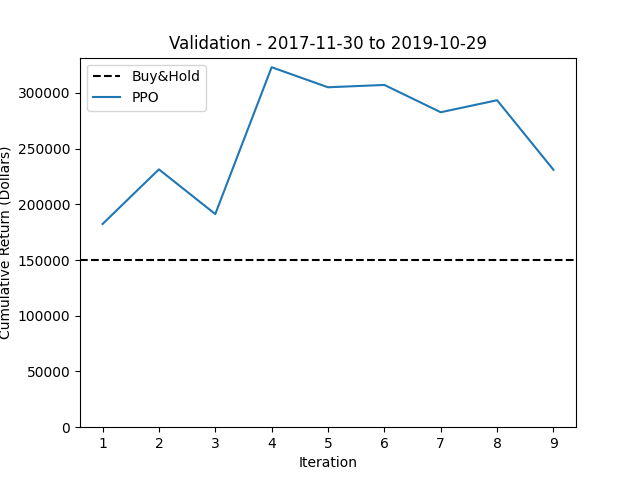 Validation - 2017-11-30 to 2019-10-29
Buy&Hold
PPO
Cumulative Return (Dollars)
300000
250000
200000
150000
100000
50000
0
1 2 3 4 5 6 7 8 9
Iteration